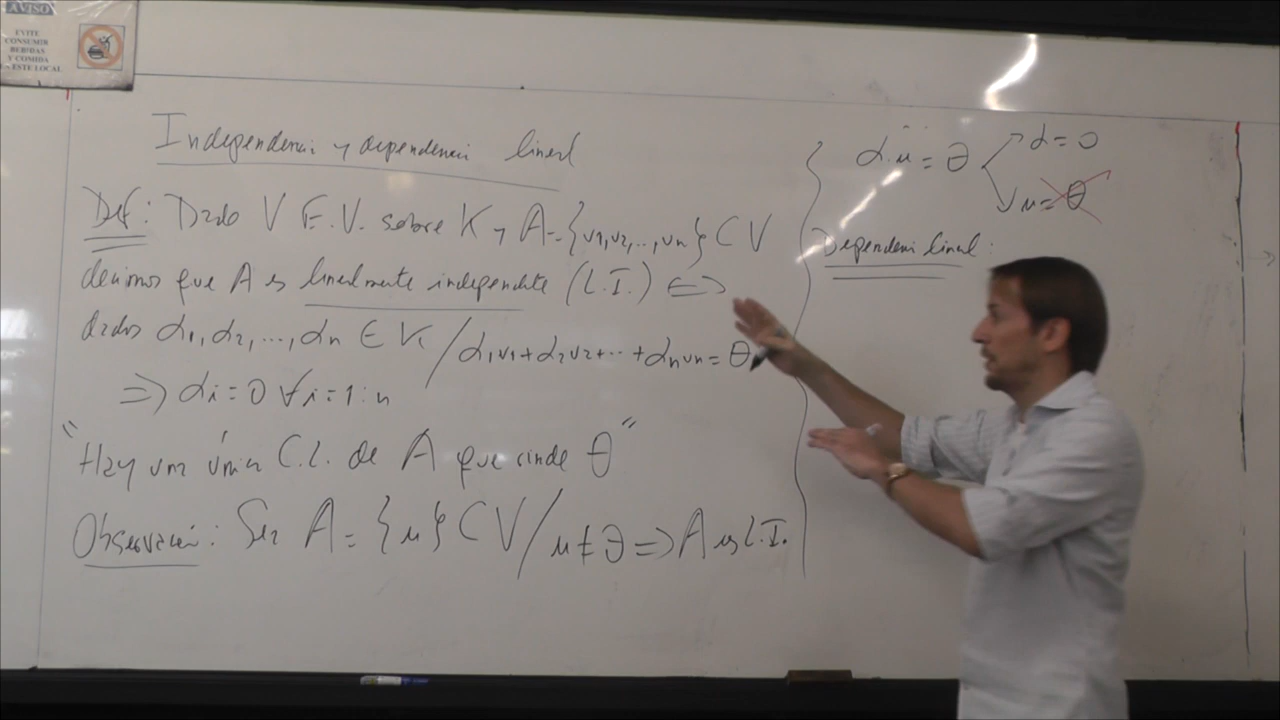 AVISO
EVITE
CONSUMIR
BEBIDAS
Y COMIDA
EN ESTE LOCAL
Independencia y dependencia lineal
Def: Dado V E.V. sobre K y A={v1,v2,...,vn} ⊂ V
decimos que A es linealmente independiente (L.I.) ⇔
dados α1, α2, ..., αn ∈ K / α1v1+α2v2+...+αnvn=θ
⇒ αi=0 ∀i=1:n
"Hay una única C.L. de A que rinde θ"
Observación: Sea A={u} ⊂ V / u≠θ ⇒ A es L.I.
α.u=θ
α=0
u=θ
Dependencia lineal: